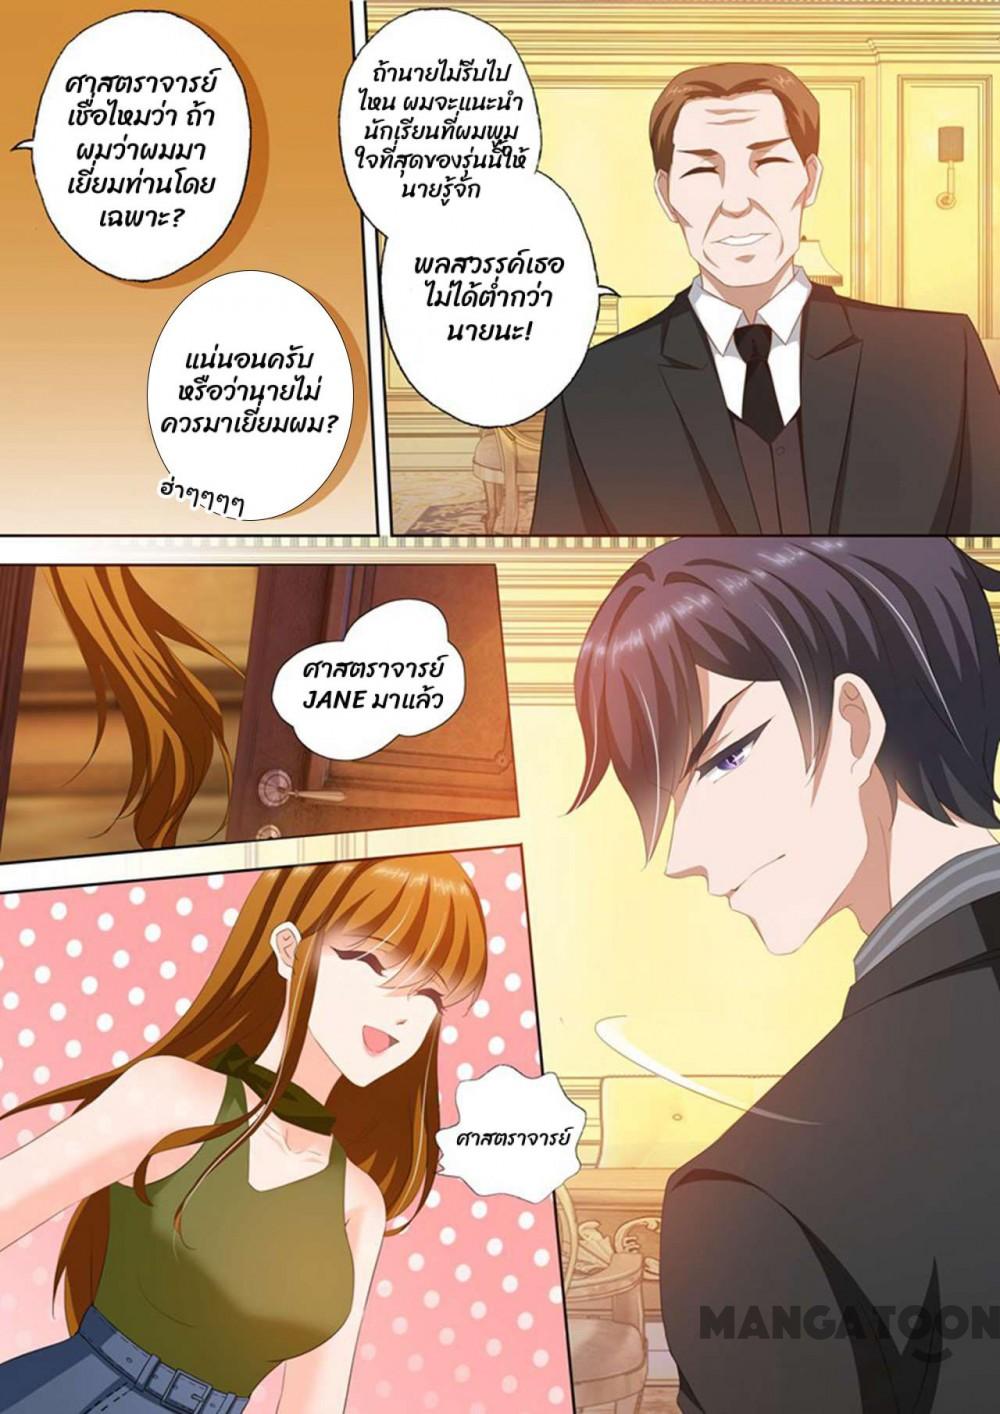 ศาสตราจารย์
เชื่อไหมว่า ถ้า
ผมว่าผมมา
เยี่ยมท่านโดย
เฉพาะ?
แน่นอนครับ
หรือว่านายไม่
ควรมาเยี่ยมผม?
ฮ่าๆๆๆๆ
ถ้านายไม่รีบไป
ไหน ผมจะแนะนำ
นักเรียนที่ผมพูม
ใจที่สุดของรุ่นนี้ให้
นายรู้จัก
พลสวรรค์เธอ
ไม่ได้ต่ำกว่า
นายนะ!
ศาสตราจารย์
JANE มาแล้ว
ศาสตราจารย์
MANGATOON